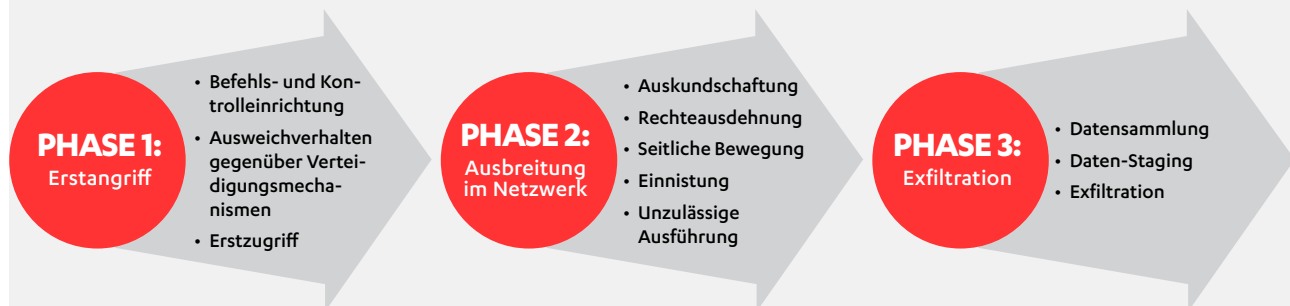 PHASE 1:
Erstangriff
• Befehls- und Kon-
trolleinrichtung
• Ausweichverhalten
gegenüber Vertei-
digungsmecha-
nismen
• Erstzugriff
PHASE 2:
Ausbreitung
im Netzwerk
• Auskundschaftung
• Rechteausdehnung
• Seitliche Bewegung
• Einnistung
• Unzulässige
Ausführung
PHASE 3:
Exfiltration
• Datensammlung
• Daten-Staging
• Exfiltration